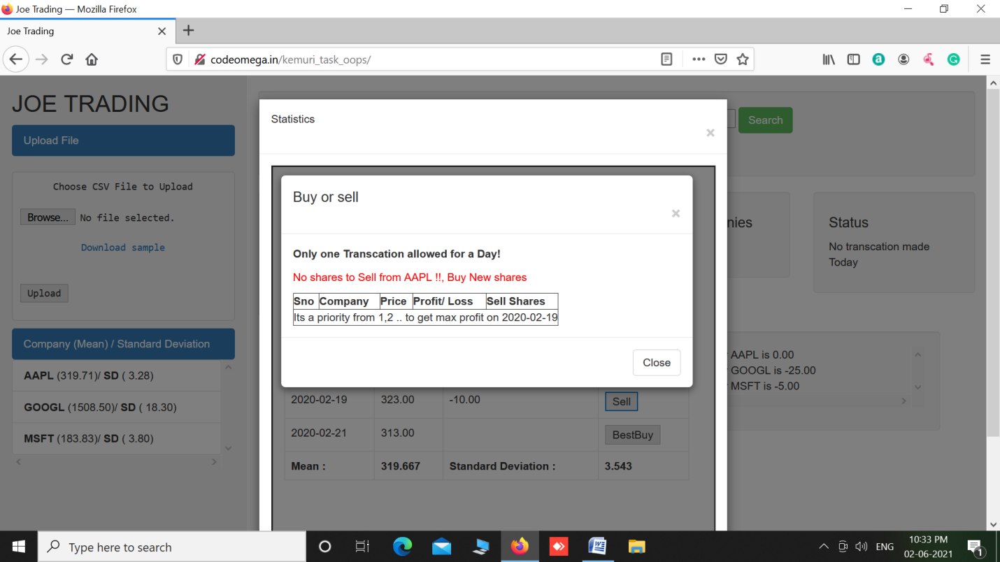 Joe Trading — Mozilla Firefox
Joe Trading
codeomega.in/kemuri_task_oops/
JOE TRADING
Upload File
Choose CSV File to Upload
Browse... No file selected.
Download sample
Upload
Company (Mean) / Standard Deviation
AAPL (319.71)/ SD ( 3.28)
GOOGL (1508.50)/ SD ( 18.30)
MSFT (183.83)/ SD ( 3.80)
Statistics
×
Search
Buy or sell
×
Only one Transcation allowed for a Day!
No shares to Sell from AAPL !!, Buy New shares
Sno Company Price Profit/ Loss Sell Shares
Its a priority from 1,2 .. to get max profit on 2020-02-19
Close
2020-02-19 323.00 -10.00 Sell
2020-02-21 313.00 BestBuy
Mean : 319.667 Standard Deviation : 3.543
nies
Status
No transcation made
Today
AAPL is 0.00
GOOGL is -25.00
MSFT is -5.00
Type here to search
ENG
10:33 PM
02-06-2021
1